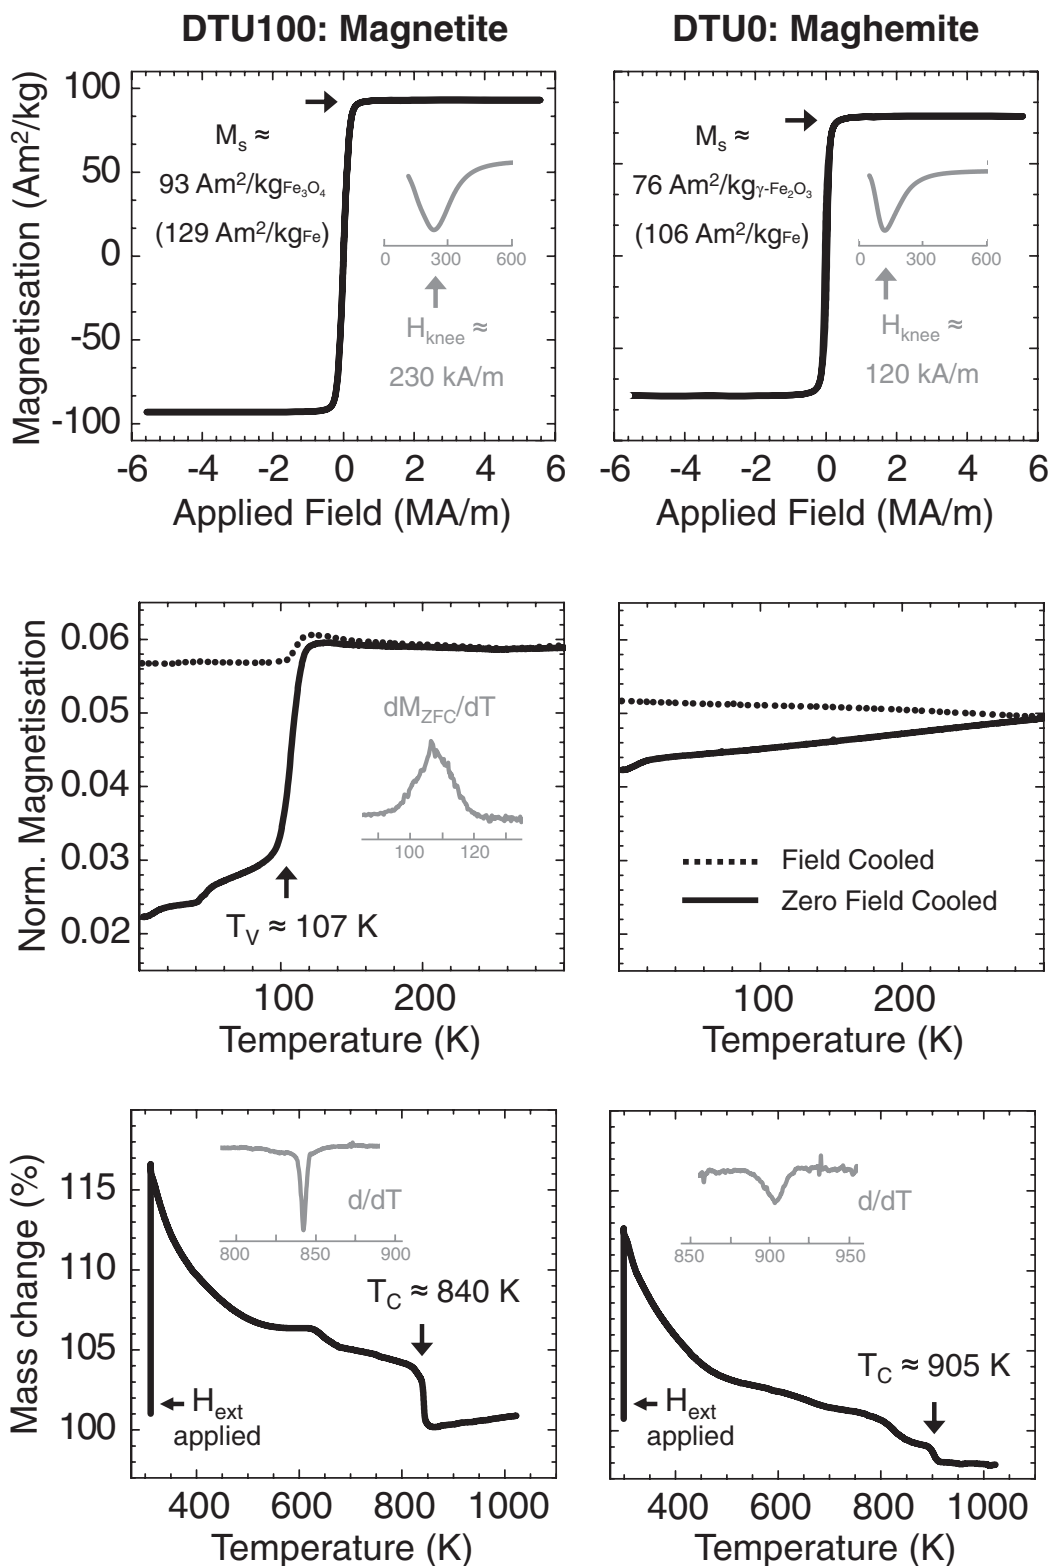 DTU100: Magnetite
DTU0: Maghemite
Magnetisation (Am²/kg)
100
50
0
-50
-100
Mₛ ≈
93 Am²/kgFe₃O₄
(129 Am²/kgFe)
0 300 600
Hknee ≈
230 kA/m
-6 -4 -2 0 2 4 6
Applied Field (MA/m)
Mₛ ≈
76 Am²/kgγ-Fe₂O₃
(106 Am²/kgFe)
0 300 600
Hknee ≈
120 kA/m
-6 -4 -2 0 2 4 6
Applied Field (MA/m)
Norm. Magnetisation
0.06
0.05
0.04
0.03
0.02
dMZFC/dT
100 120
TV ≈ 107 K
100 200
Temperature (K)
Field Cooled
Zero Field Cooled
100 200
Temperature (K)
Mass change (%)
115
110
105
100
d/dT
800 850 900
TC ≈ 840 K
Hext
applied
400 600 800 1000
Temperature (K)
d/dT
850 900 950
TC ≈ 905 K
Hext
applied
400 600 800 1000
Temperature (K)